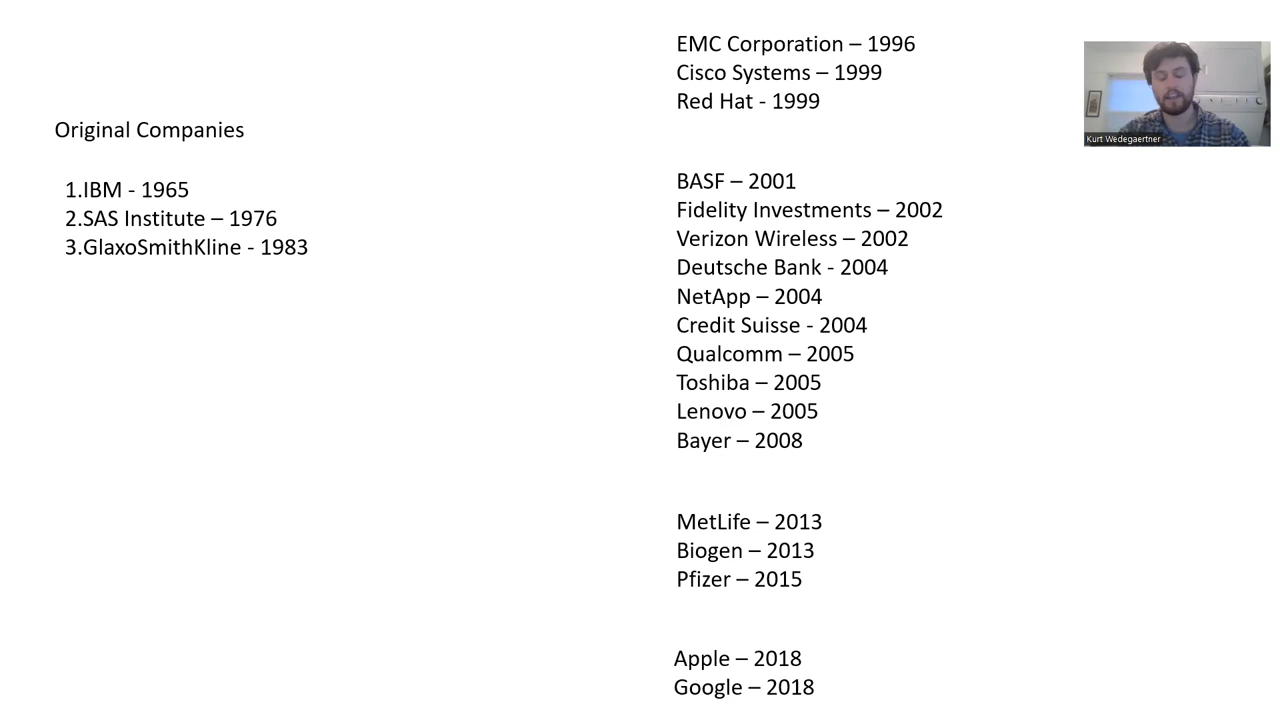 Original Companies
1.IBM - 1965
2.SAS Institute – 1976
3.GlaxoSmithKline - 1983
EMC Corporation – 1996
Cisco Systems – 1999
Red Hat - 1999
BASF – 2001
Fidelity Investments – 2002
Verizon Wireless – 2002
Deutsche Bank - 2004
NetApp – 2004
Credit Suisse - 2004
Qualcomm – 2005
Toshiba – 2005
Lenovo – 2005
Bayer – 2008
MetLife – 2013
Biogen – 2013
Pfizer – 2015
Apple – 2018
Google – 2018
Kurt Wedegaertner